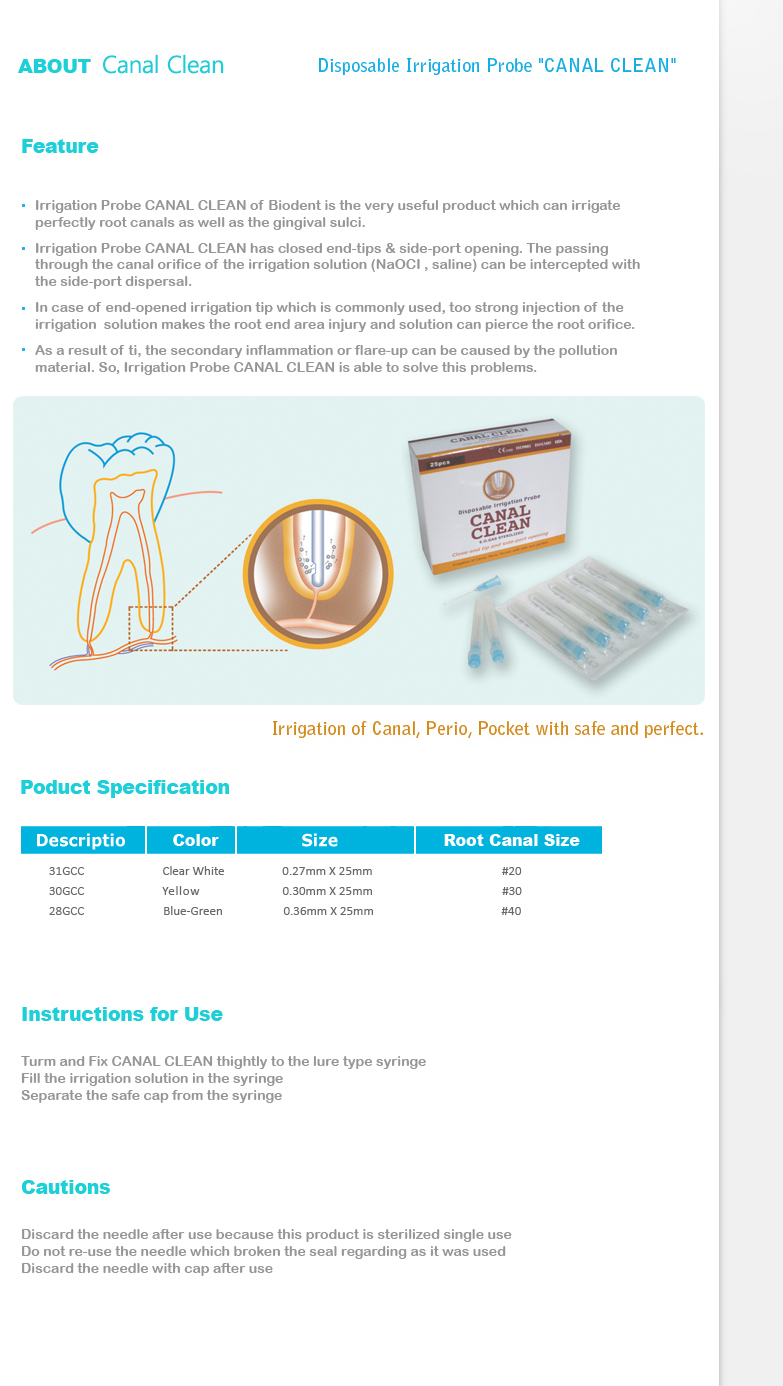 ABOUT Canal Clean
Disposable Irrigation Probe "CANAL CLEAN"
Feature
Irrigation Probe CANAL CLEAN of Biodent is the very useful product which can irrigate
perfectly root canals as well as the gingival sulci.
Irrigation Probe CANAL CLEAN has closed end-tips & side-port opening. The passing
through the canal orifice of the irrigation solution (NaOCI , saline) can be intercepted with
the side-port dispersal.
In case of end-opened irrigation tip which is commonly used, too strong injection of the
irrigation solution makes the root end area injury and solution can pierce the root orifice.
As a result of ti, the secondary inflammation or flare-up can be caused by the pollution
material. So, Irrigation Probe CANAL CLEAN is able to solve this problems.
CANAL CLEAN
25pcs
Disposable Irrigation Probe
CANAL
CLEAN
E.O.GAS STERILIZED
Close-end tip and side-port opening
Irrigation of Canal, Perio, Pocket with safe and perfect.
Poduct Specification
Descriptio Color Size Root Canal Size
31GCC Clear White 0.27mm X 25mm #20
30GCC Yellow 0.30mm X 25mm #30
28GCC Blue-Green 0.36mm X 25mm #40
Instructions for Use
Turm and Fix CANAL CLEAN thightly to the lure type syringe
Fill the irrigation solution in the syringe
Separate the safe cap from the syringe
Cautions
Discard the needle after use because this product is sterilized single use
Do not re-use the needle which broken the seal regarding as it was used
Discard the needle with cap after use